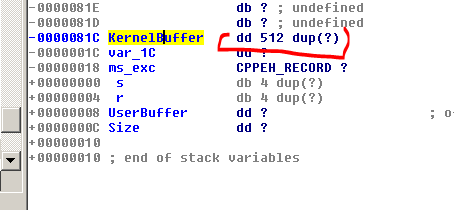 -0000081E db ? ; undefined
-0000081D db ? ; undefined
-0000081C KernelBuffer dd 512 dup(?)
-0000001C var_1C dd ?
-00000018 ms_exc CPPEH_RECORD ?
+00000000 s db 4 dup(?)
+00000004 r db 4 dup(?)
+00000008 UserBuffer dd ? ; o
+0000000C Size dd ?
+00000010
+00000010 ; end of stack variables